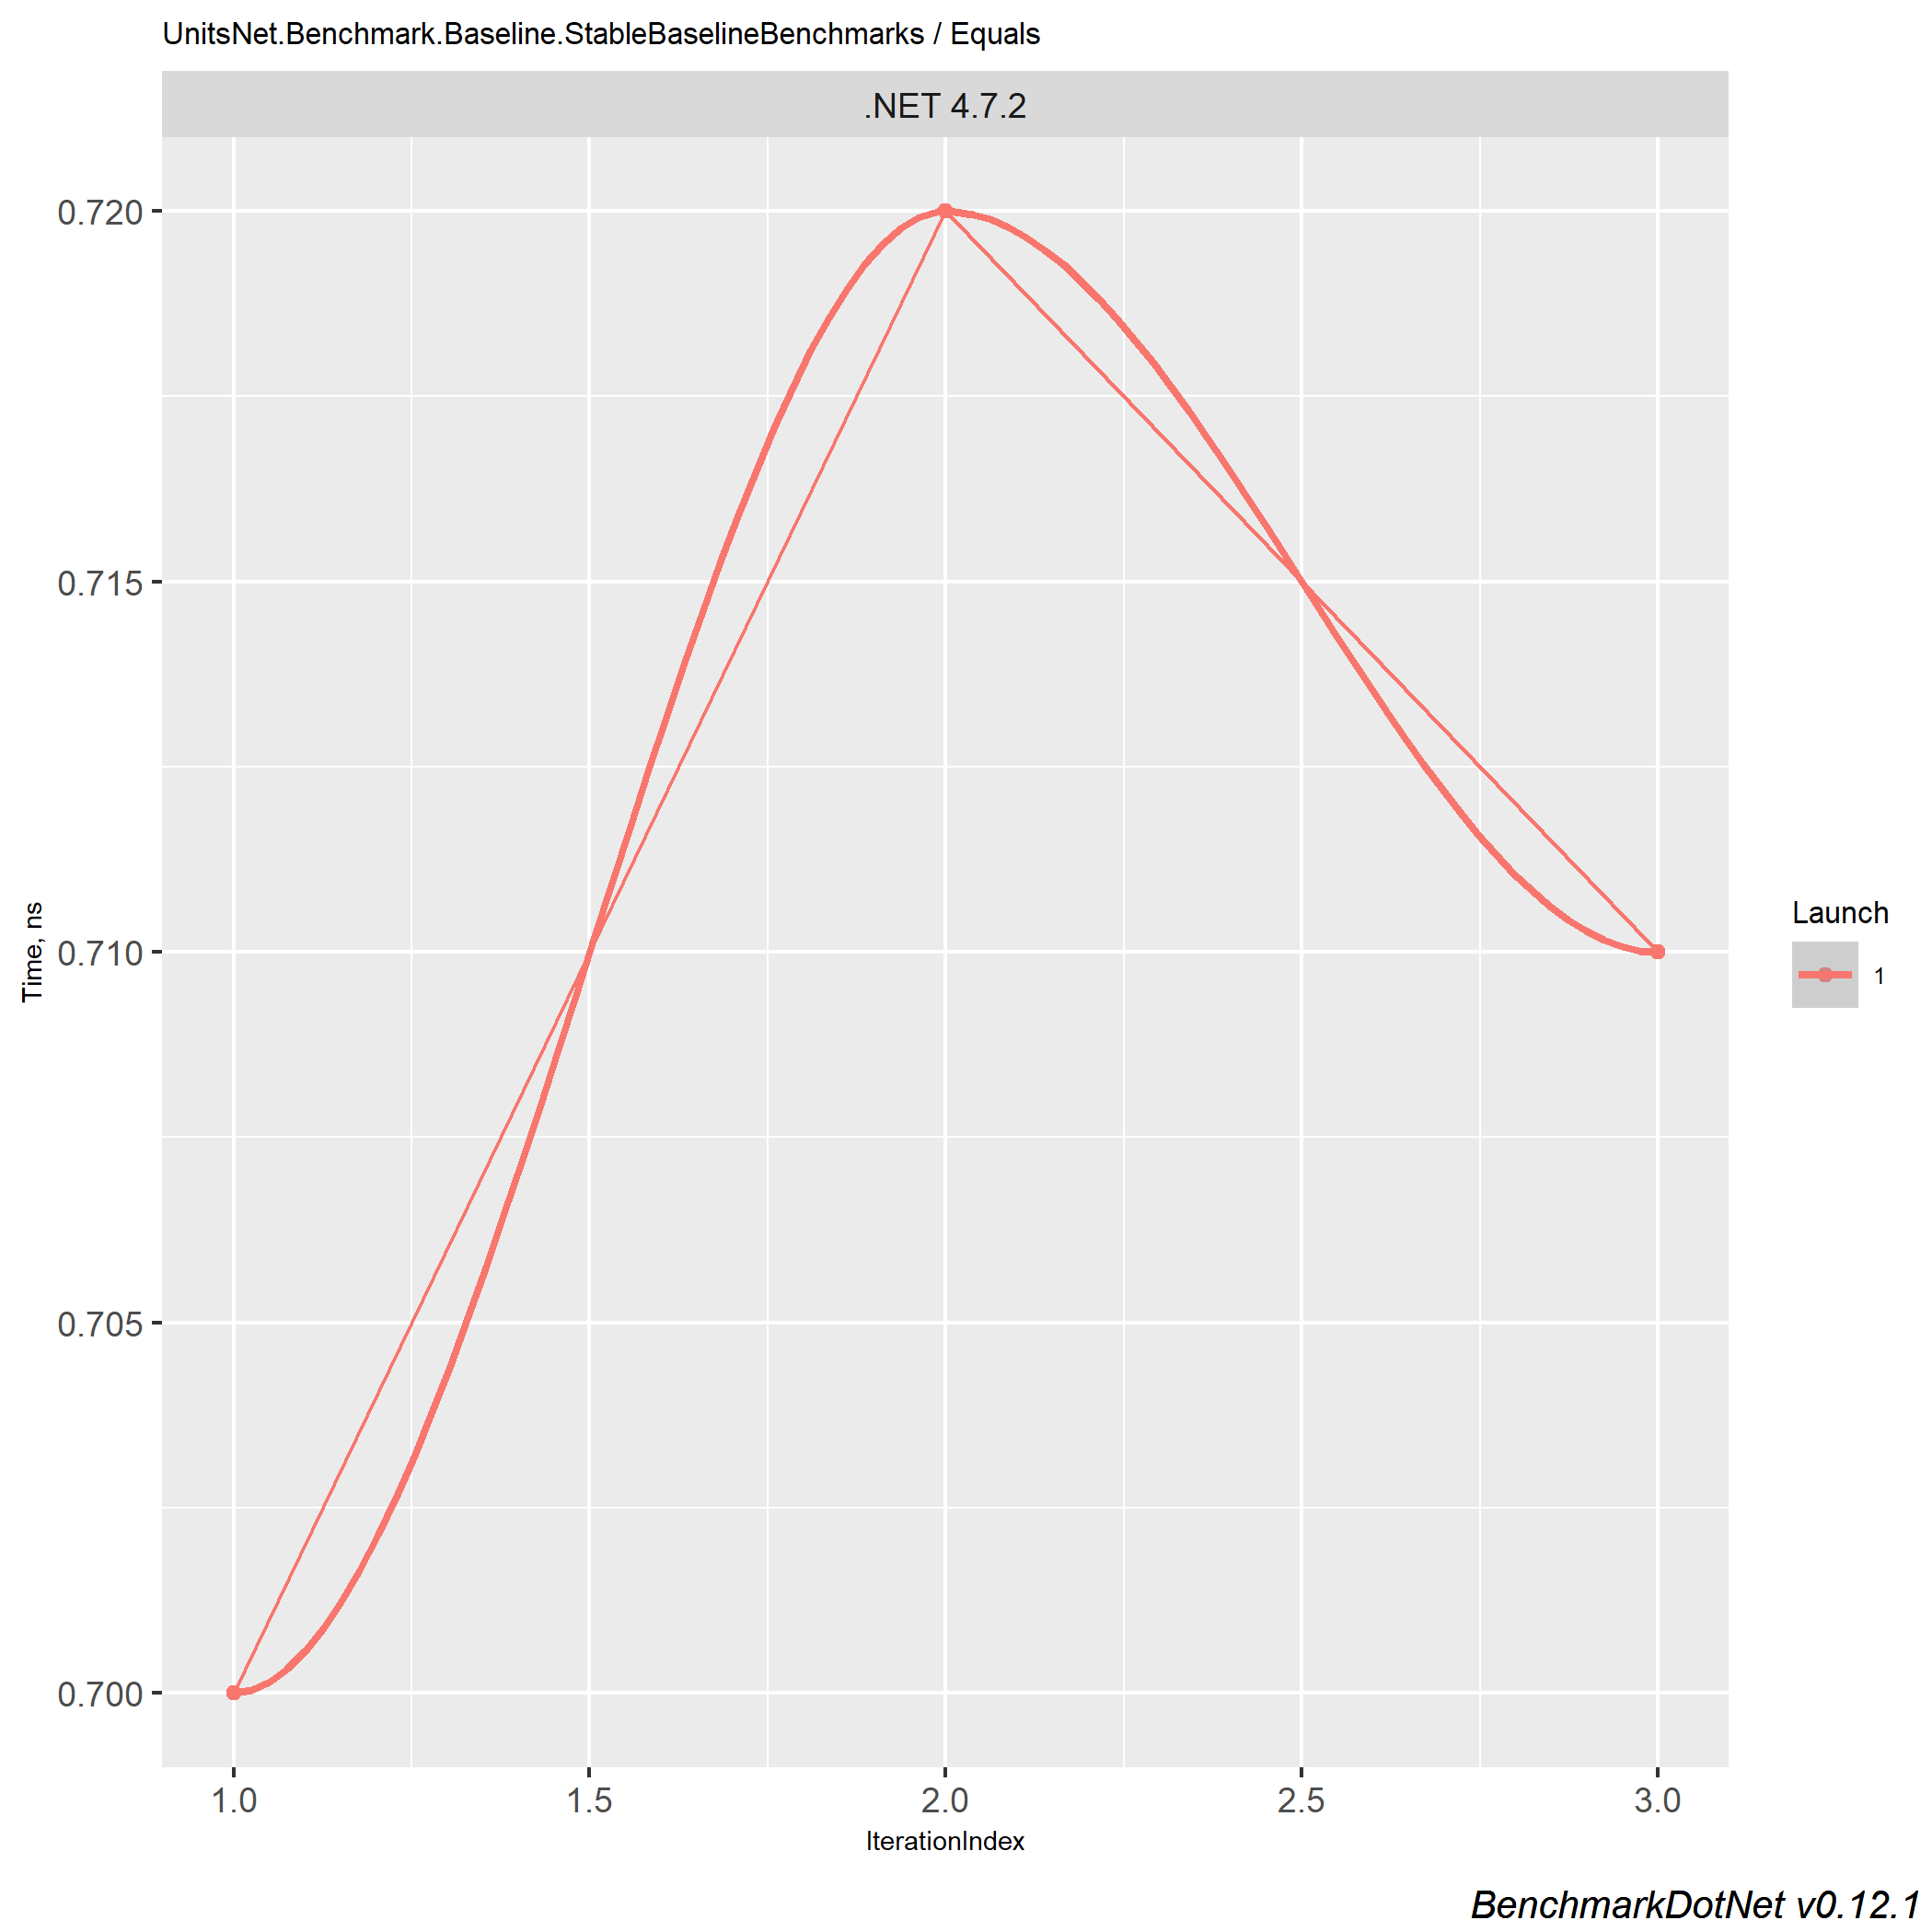 UnitsNet.Benchmark.Baseline.StableBaselineBenchmarks / Equals
.NET 4.7.2
0.720
0.715
0.710
0.705
0.700
Time, ns
1.0 1.5 2.0 2.5 3.0
IterationIndex
Launch
1
BenchmarkDotNet v0.12.1